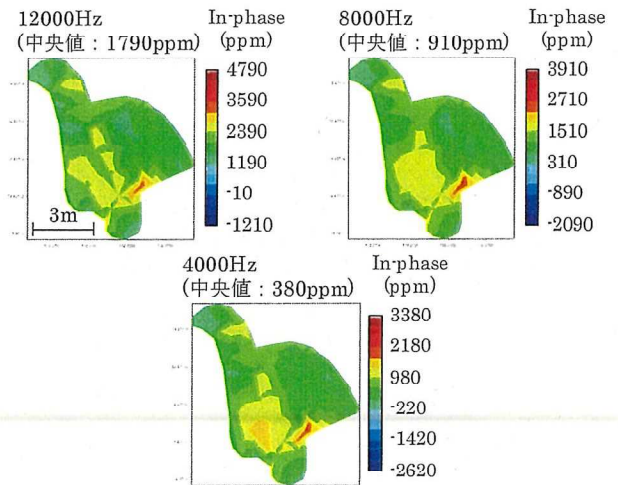 12000Hz
(中央値：1790ppm)
In-phase
(ppm)
4790
3590
2390
1190
-10
-1210
3m
8000Hz
(中央値：910ppm)
In-phase
(ppm)
3910
2710
1510
310
-890
-2090
4000Hz
(中央値：380ppm)
In-phase
(ppm)
3380
2180
980
-220
-1420
-2620